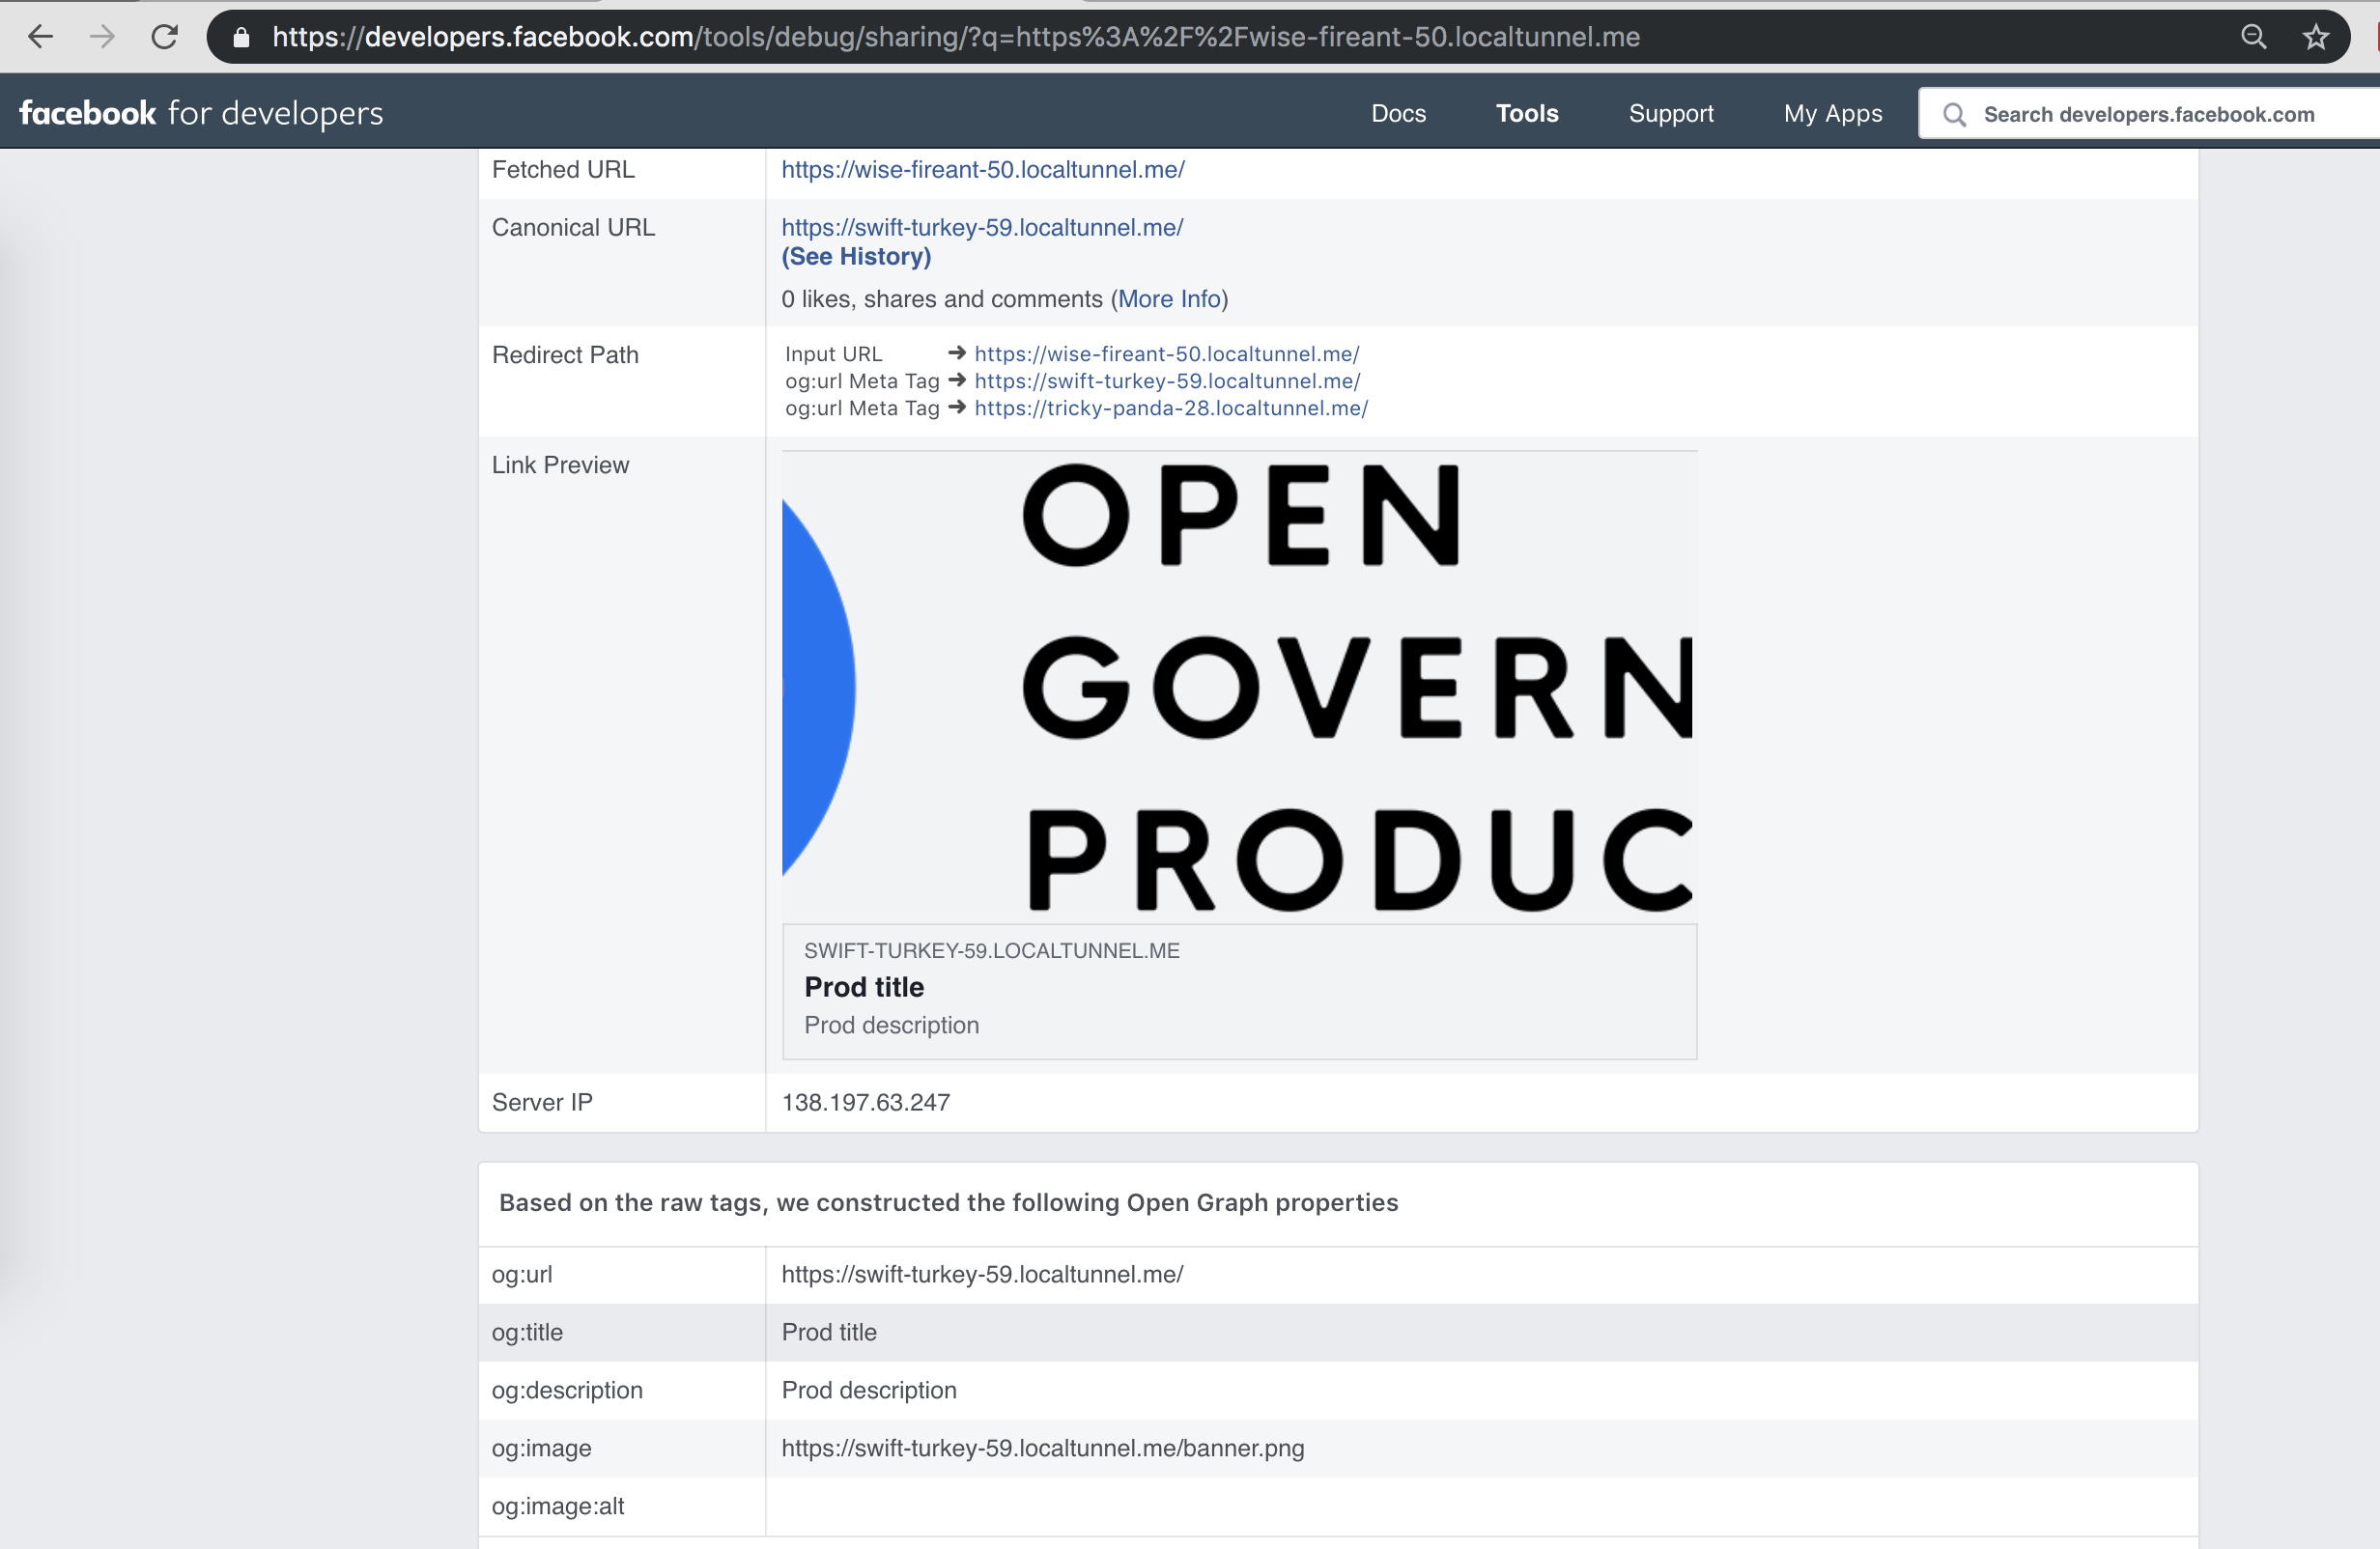 https://developers.facebook.com/tools/debug/sharing/?q=https%3A%2F%2Fwise-fireant-50.localtunnel.me
facebook for developers
Docs
Tools
Support
My Apps
Search developers.facebook.com
Fetched URL
https://wise-fireant-50.localtunnel.me/
Canonical URL
https://swift-turkey-59.localtunnel.me/
(See History)
0 likes, shares and comments (More Info)
Redirect Path
Input URL ➔ https://wise-fireant-50.localtunnel.me/
og:url Meta Tag ➔ https://swift-turkey-59.localtunnel.me/
og:url Meta Tag ➔ https://tricky-panda-28.localtunnel.me/
Link Preview
OPEN
GOVERN
PRODUC
SWIFT-TURKEY-59.LOCALTUNNEL.ME
Prod title
Prod description
Server IP
138.197.63.247
Based on the raw tags, we constructed the following Open Graph properties
og:url
https://swift-turkey-59.localtunnel.me/
og:title
Prod title
og:description
Prod description
og:image
https://swift-turkey-59.localtunnel.me/banner.png
og:image:alt